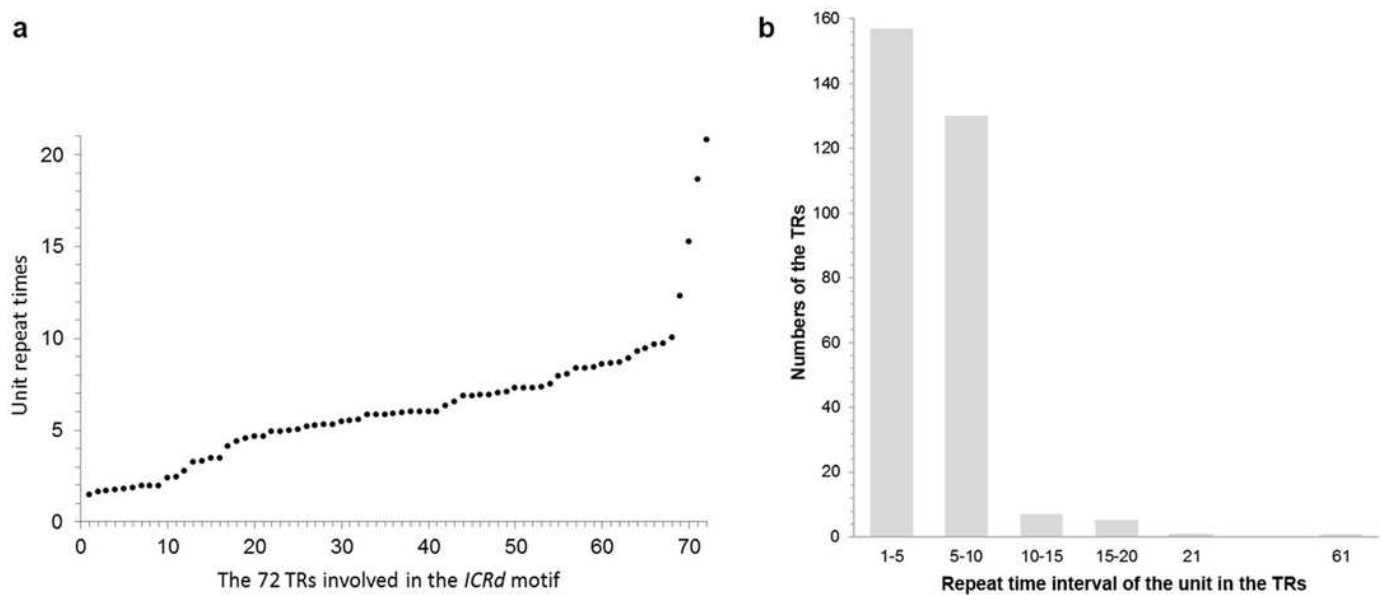 a
20
15
10
5
0
Unit repeat times
0 10 20 30 40 50 60 70
The 72 TRs involved in the ICRd motif
b
160
140
120
100
80
60
40
20
0
Numbers of the TRs
1-5 5-10 10-15 15-20 21 61
Repeat time interval of the unit in the TRs